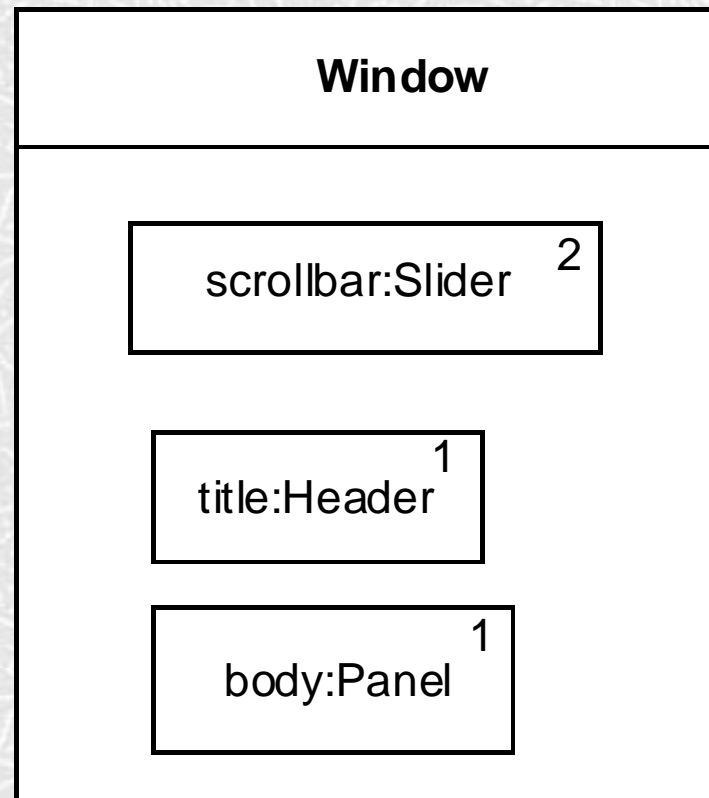 Window
2
scrollbar:Slider
1
title:Header
1
body:Panel